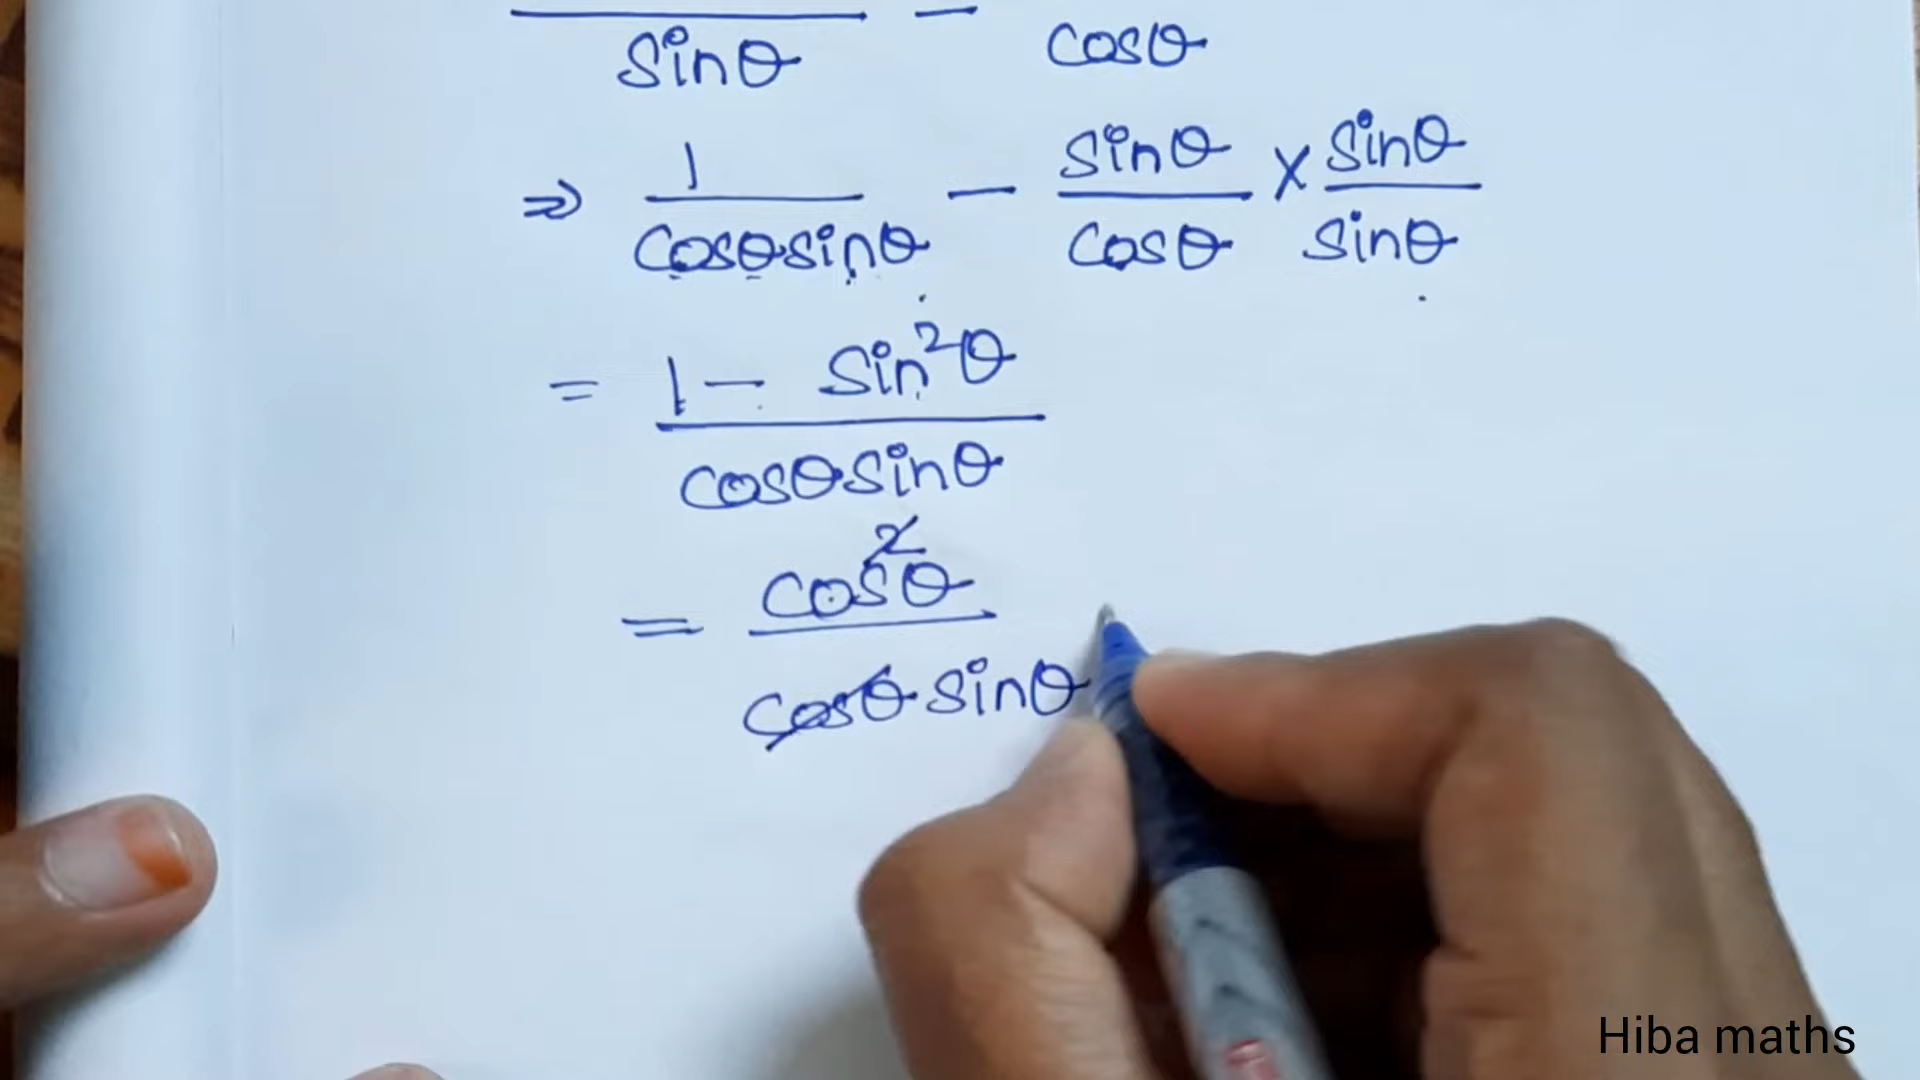 ――― − ―――
sinθ   cosθ
⇒ 1/(cosθsinθ) − sinθ/cosθ × sinθ/sinθ
= (1 − sin²θ)/(cosθsinθ)
= cos²θ/(cosθ sinθ)
Hiba maths